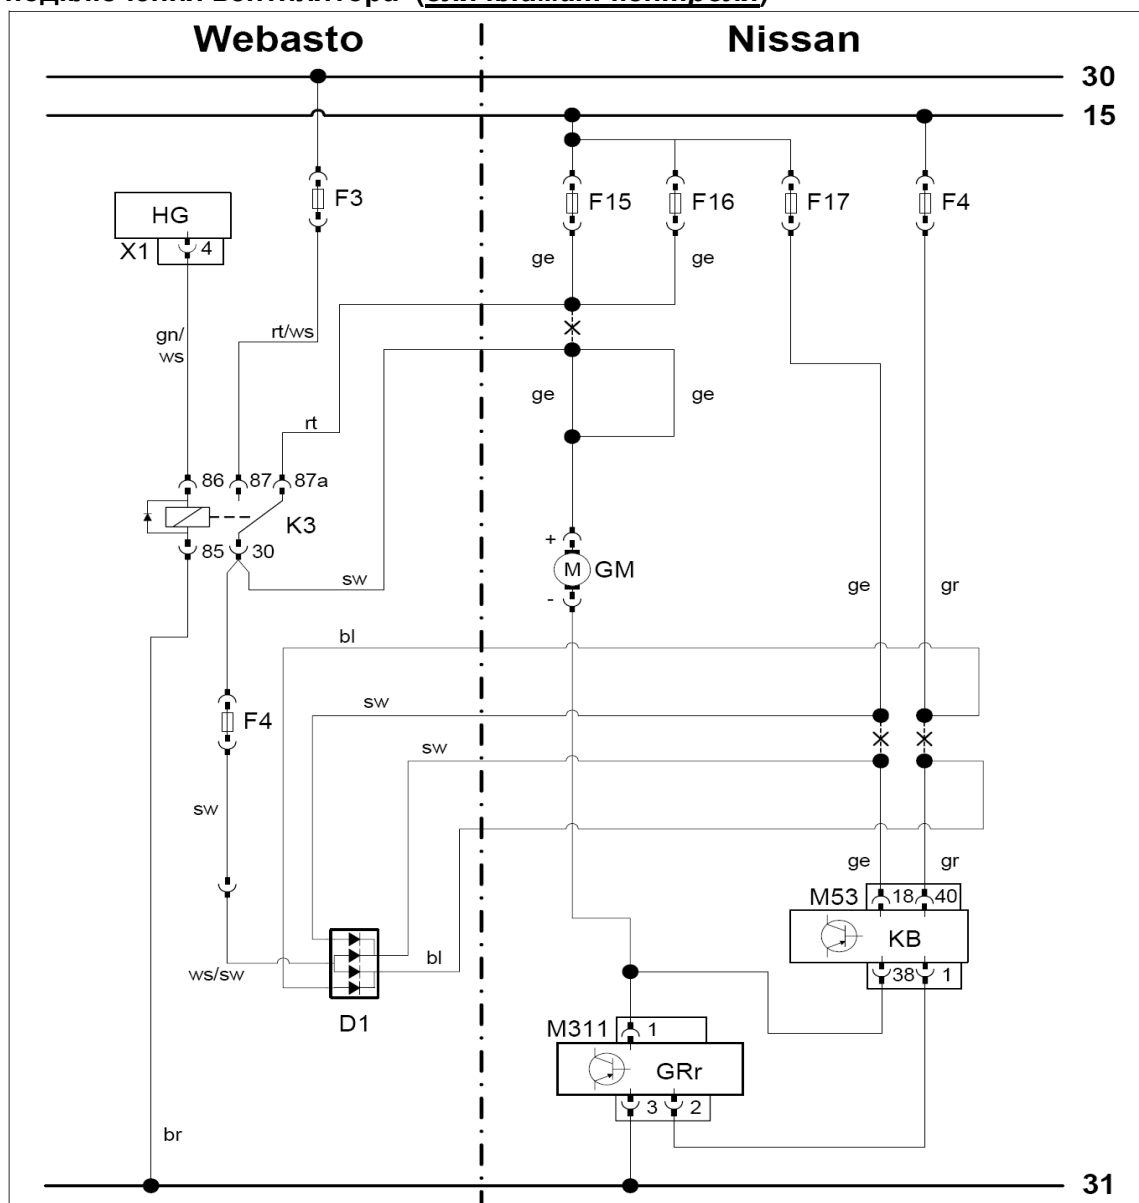 подключения вентилятора (
Webasto Nissan
30
15
F3 F15 F16 F17 F4
HG
X1 4
ge ge
gn/
ws
rt/ws
ge ge
rt
86 87 87a
K3
85 30
+
M GM
-
sw
ge gr
bl
sw
F4
sw
sw
ge gr
M53 18 40
KB
38 1
ws/sw
bl
D1
M311 1
GRr
3 2
br
31